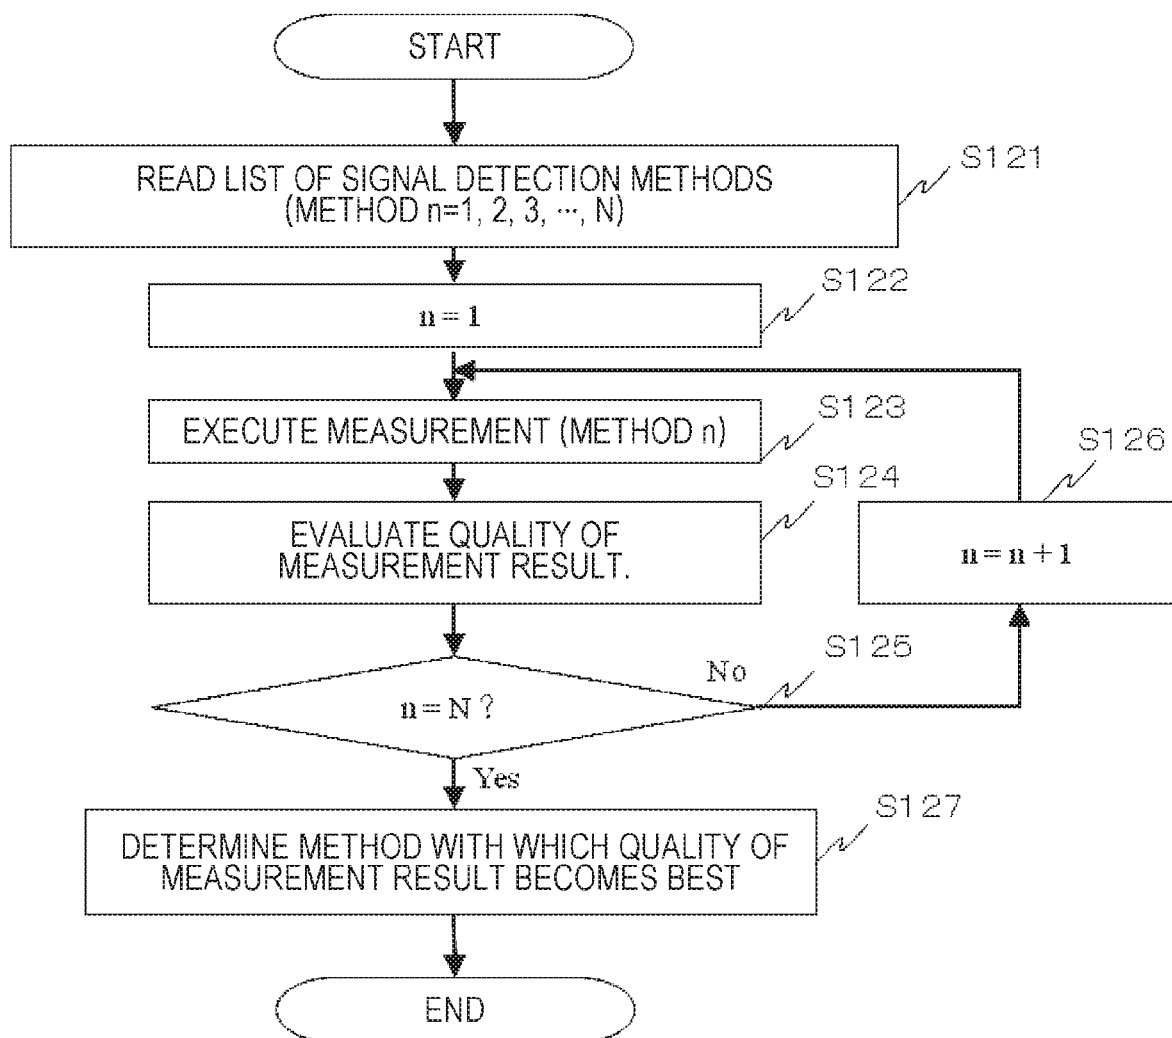 START
READ LIST OF SIGNAL DETECTION METHODS
(METHOD n=1, 2, 3, ···, N)
S121
n = 1
S122
EXECUTE MEASUREMENT (METHOD n)
S123
EVALUATE QUALITY OF
MEASUREMENT RESULT.
S124
n = n + 1
S126
n = N ?
No
S125
Yes
DETERMINE METHOD WITH WHICH QUALITY OF
MEASUREMENT RESULT BECOMES BEST
S127
END